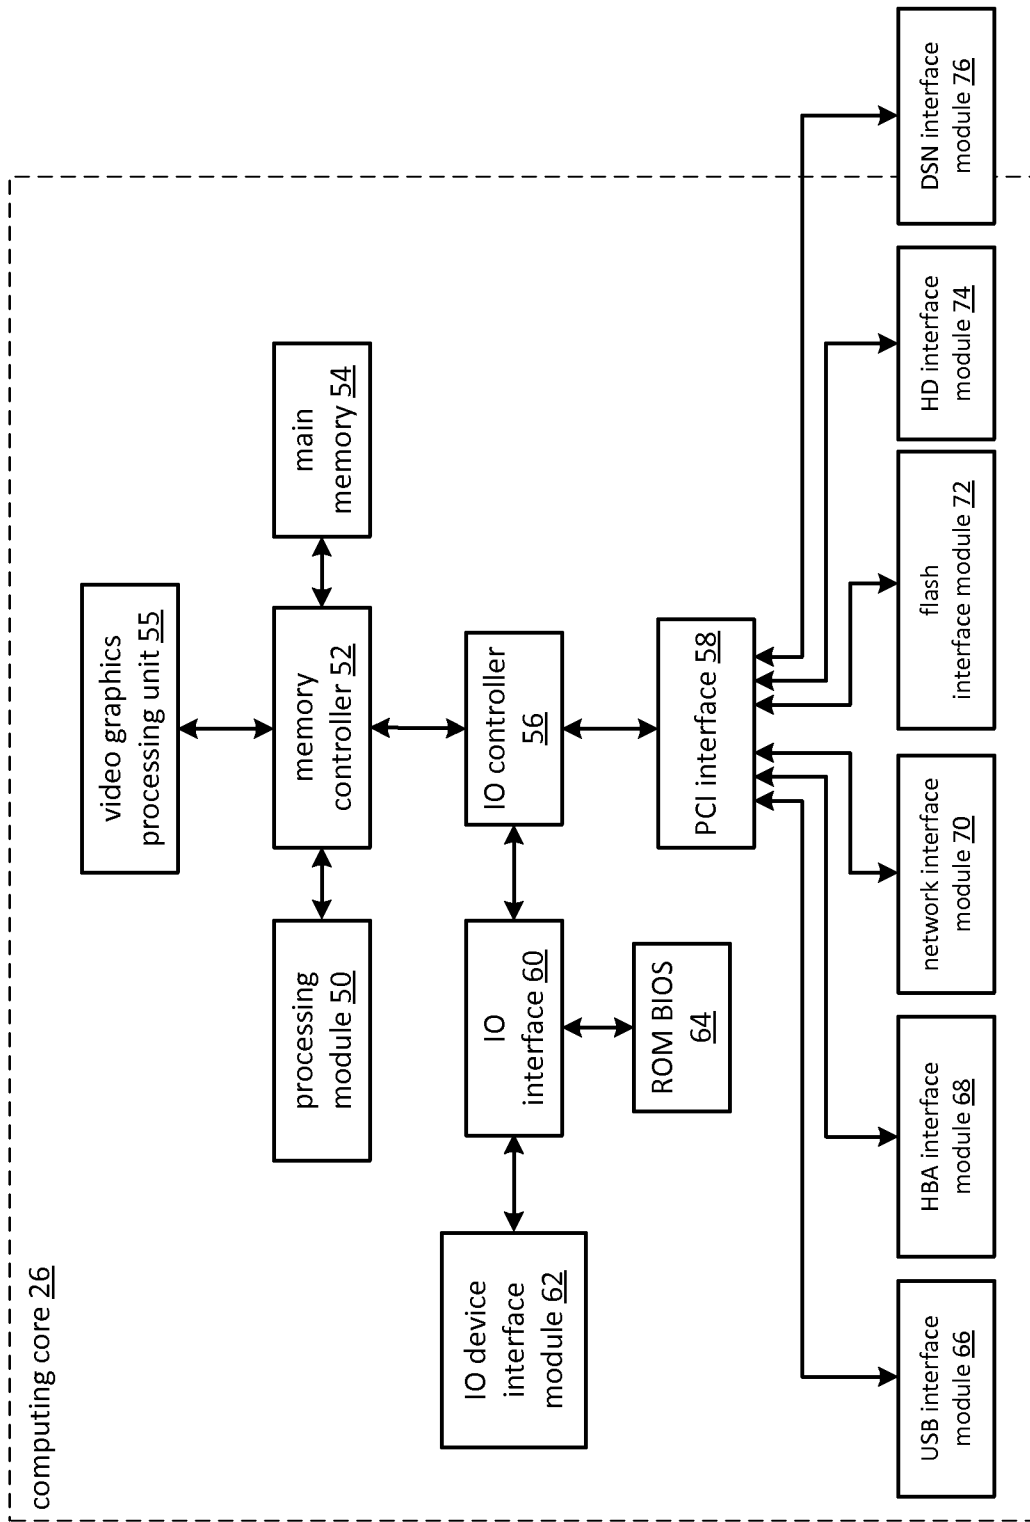 computing core 26
video graphics
processing unit 55
processing
module 50
memory
controller 52
main
memory 54
IO device
interface
module 62
IO
interface 60
IO controller
56
ROM BIOS
64
PCI interface 58
USB interface
module 66
HBA interface
module 68
network interface
module 70
flash
interface module 72
HD interface
module 74
DSN interface
module 76